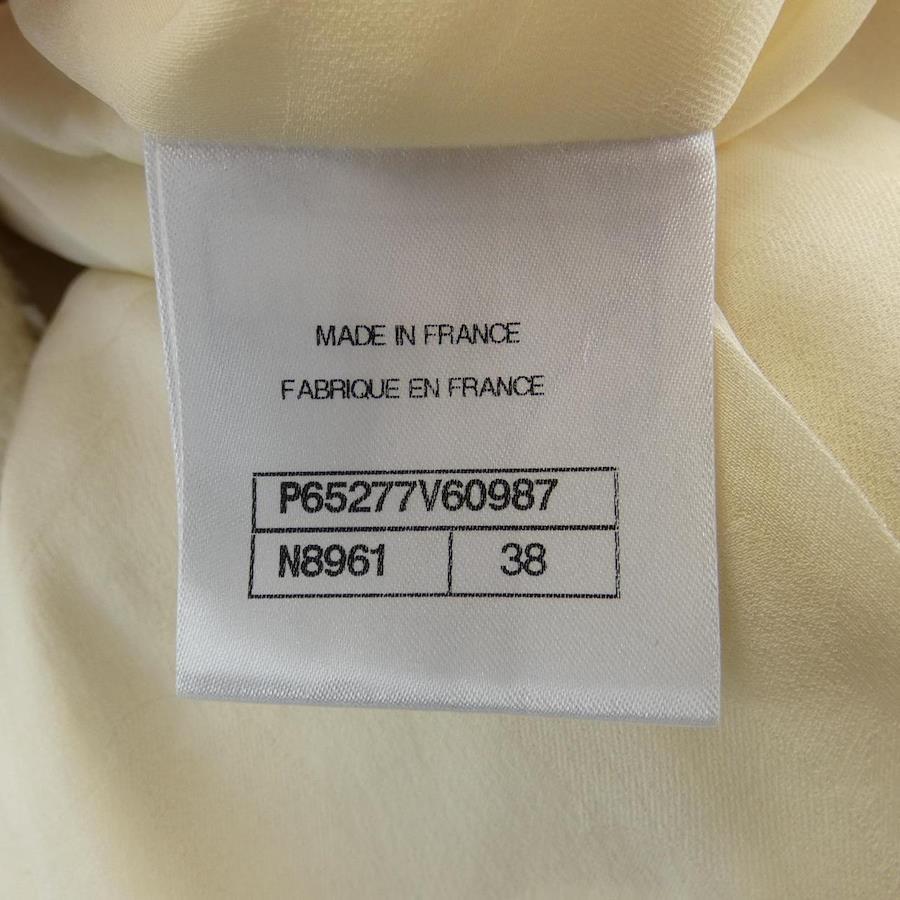 MADE IN FRANCE
FABRIQUE EN FRANCE
P65277V60987
N8961 38